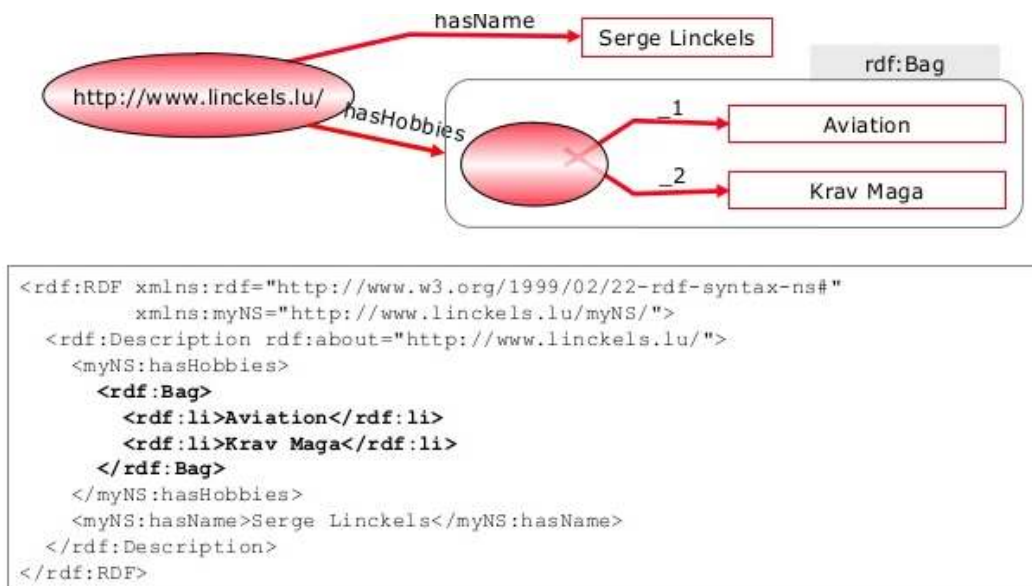 hasName
Serge Linckels
rdf:Bag
http://www.linckels.lu/
hasHobbies
_1
Aviation
_2
Krav Maga
<rdf:RDF xmlns:rdf="http://www.w3.org/1999/02/22-rdf-syntax-ns#"
xmlns:myNS="http://www.linckels.lu/myNS/">
<rdf:Description rdf:about="http://www.linckels.lu/">
<myNS:hasHobbies>
<rdf:Bag>
<rdf:li>Aviation</rdf:li>
<rdf:li>Krav Maga</rdf:li>
</rdf:Bag>
</myNS:hasHobbies>
<myNS:hasName>Serge Linckels</myNS:hasName>
</rdf:Description>
</rdf:RDF>